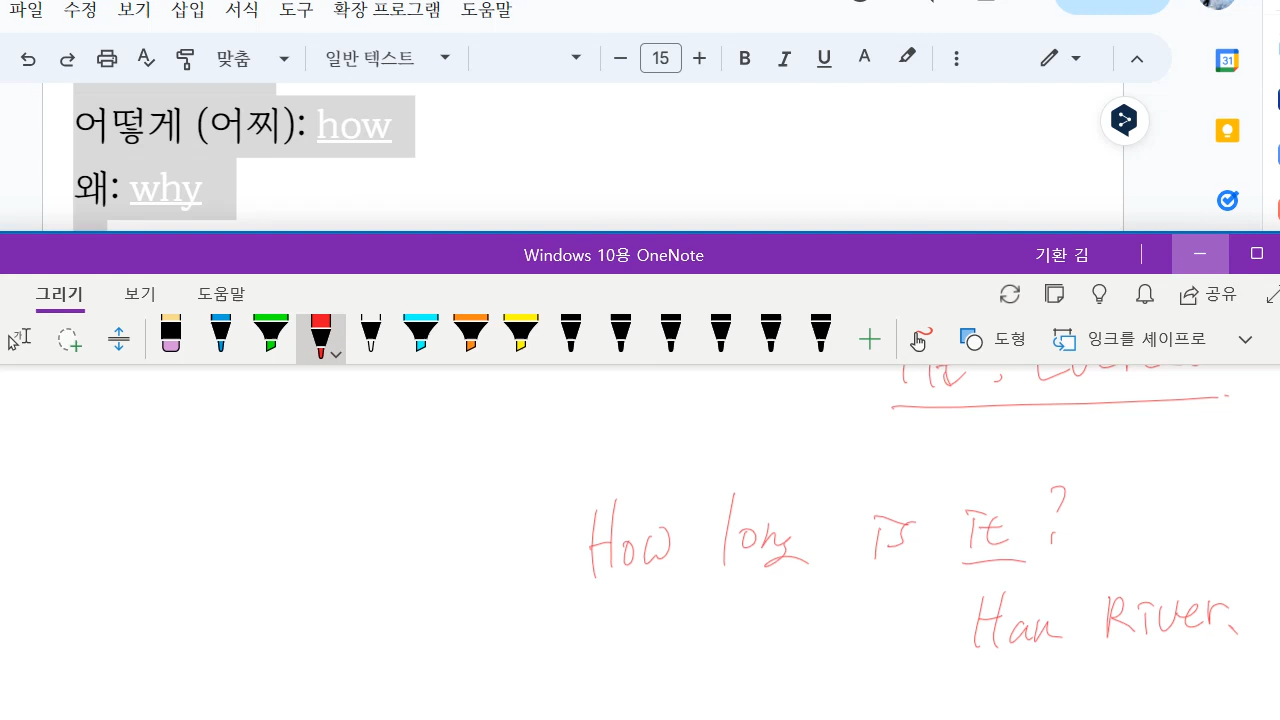 파일 수정 보기 삽입 서식 도구 확장 프로그램 도움말
맞춤 일반 텍스트 15 B I U A
31
어떻게 (어찌): how
왜: why
Windows 10용 OneNote 기환 김
그리기 보기 도움말 공유
가 도형 잉크를 셰이프로
How long is it?
Han River.